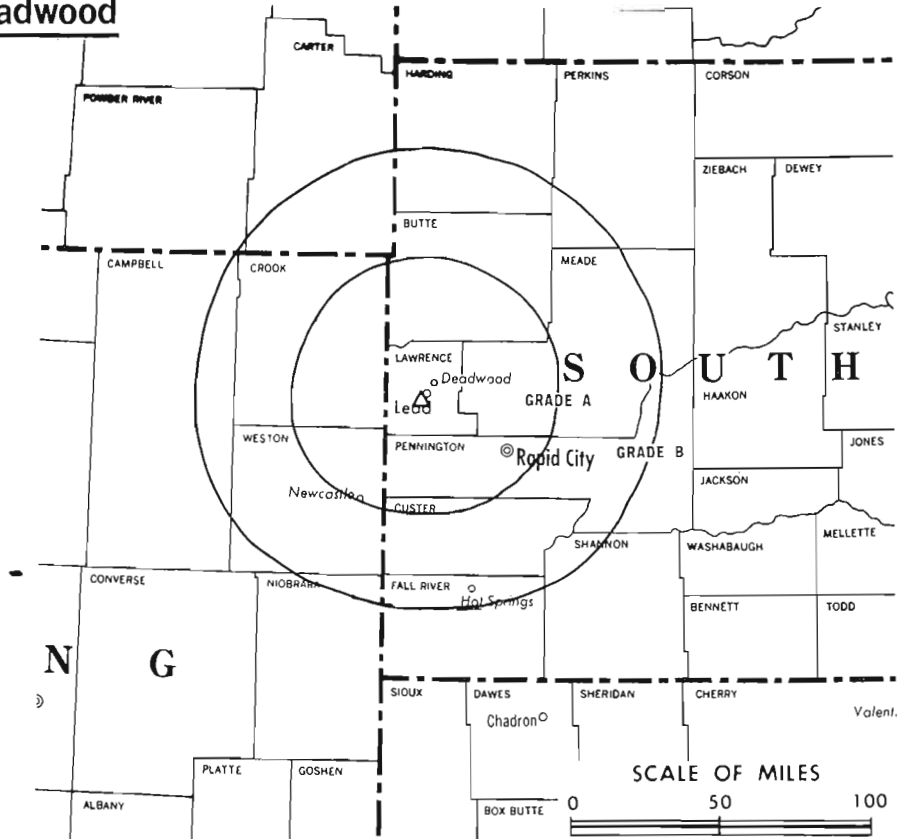 adwood
CARTER
HARDING
PERKINS
CORSON
POWDER RIVER
ZIEBACH
DEWEY
BUTTE
CAMPBELL
CROOK
MEADE
STANLEY
LAWRENCE
SOUTH
Deadwood
GRADE A
HAAKON
Lead
WESTON
PENNINGTON
Rapid City
GRADE B
JONES
JACKSON
Newcastle
CUSTER
SHANNON
WASHABAUGH
MELLETTE
CONVERSE
NIOBRARA
FALL RIVER
Hot Springs
BENNETT
TODD
N G
SIOUX
DAWES
SHERIDAN
CHERRY
Chadron
Valent.
PLATTE
GOSHEN
SCALE OF MILES
ALBANY
BOX BUTTE
0 50 100